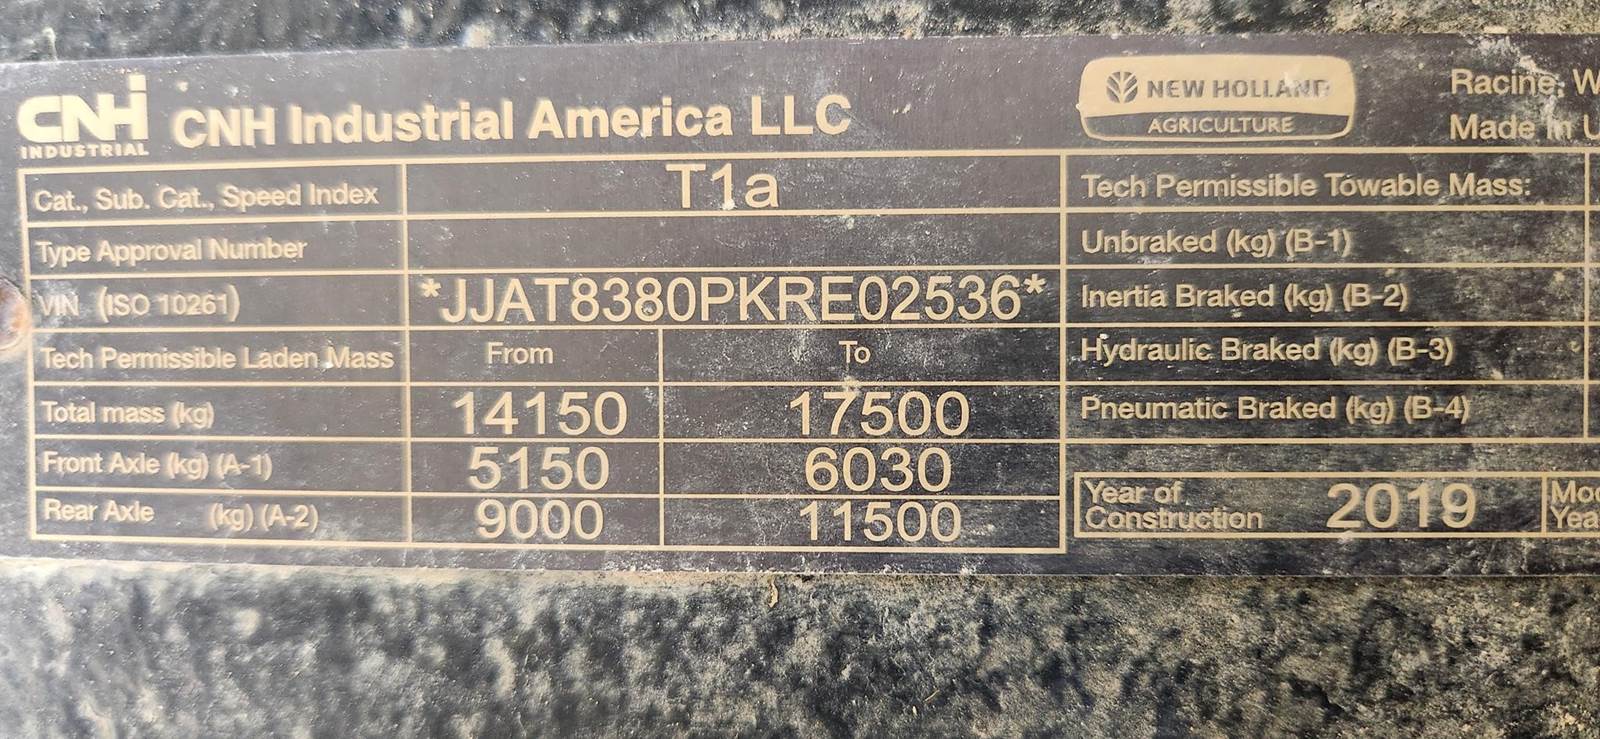 CNH INDUSTRIAL CNH Industrial America LLC
NEW HOLLAND AGRICULTURE
Racine, W
Made in U
Cat., Sub. Cat., Speed Index T1a
Type Approval Number
VIN (ISO 10261) *JJAT8380PKRE02536*
Tech Permissible Laden Mass From To
Total mass (kg) 14150 17500
Front Axle (kg) (A-1) 5150 6030
Rear Axle (kg) (A-2) 9000 11500
Tech Permissible Towable Mass:
Unbraked (kg) (B-1)
Inertia Braked (kg) (B-2)
Hydraulic Braked (kg) (B-3)
Pneumatic Braked (kg) (B-4)
Year of Construction 2019